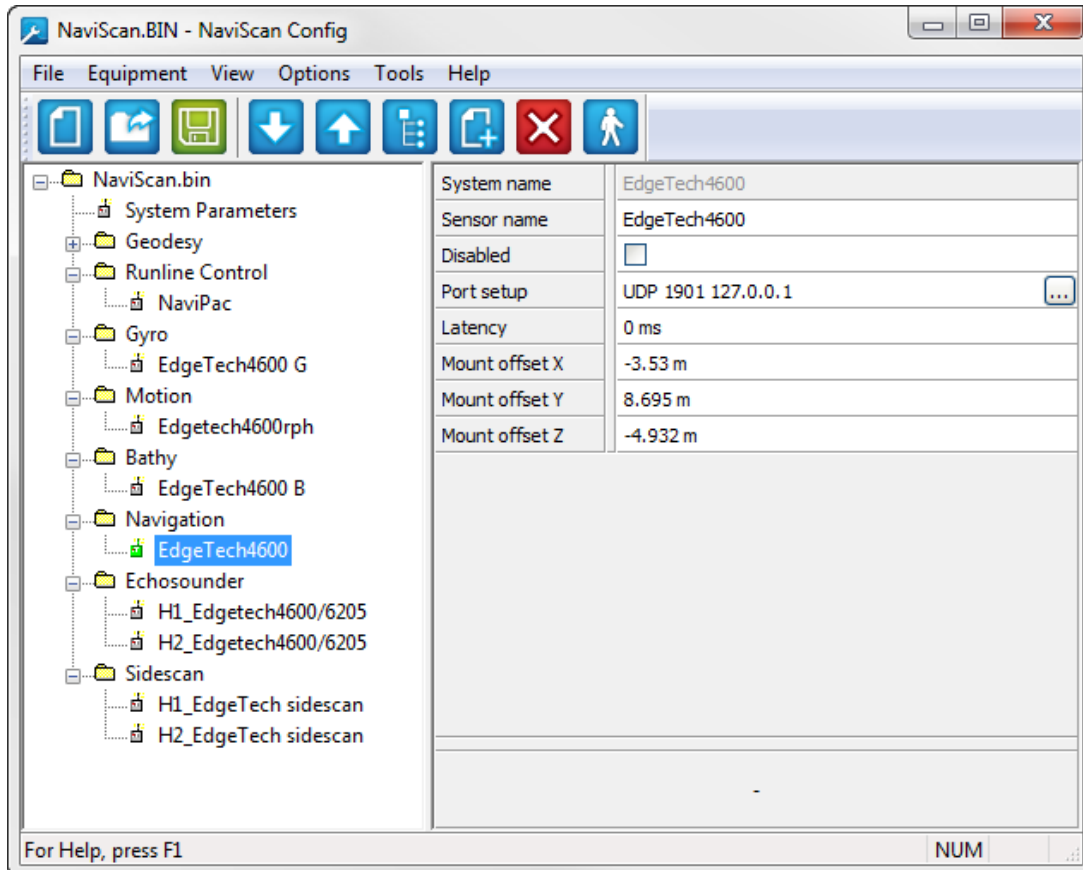 NaviScan.BIN - NaviScan Config
File Equipment View Options Tools Help
NaviScan.bin
System Parameters
Geodesy
Runline Control
NaviPac
Gyro
EdgeTech4600 G
Motion
Edgetech4600rph
Bathy
EdgeTech4600 B
Navigation
EdgeTech4600
Echosounder
H1_Edgetech4600/6205
H2_Edgetech4600/6205
Sidescan
H1_EdgeTech sidescan
H2_EdgeTech sidescan
System name EdgeTech4600
Sensor name EdgeTech4600
Disabled
Port setup UDP 1901 127.0.0.1 ...
Latency 0 ms
Mount offset X -3.53 m
Mount offset Y 8.695 m
Mount offset Z -4.932 m
-
For Help, press F1 NUM